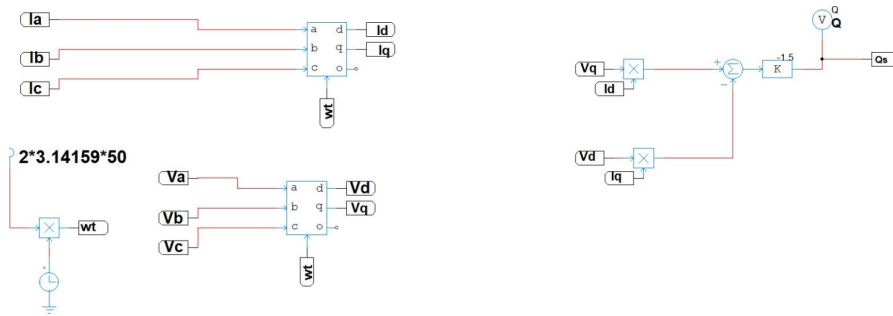 Ia
Ib
Ic
a
b
c
d
q
o
Id
Iq
wt
2*3.14159*50
wt
Va
Vb
Vc
a
b
c
d
q
o
Vd
Vq
wt
Q
V
Q
-1.5
K
Qs
Vq
Id
+
Σ
−
Vd
Iq